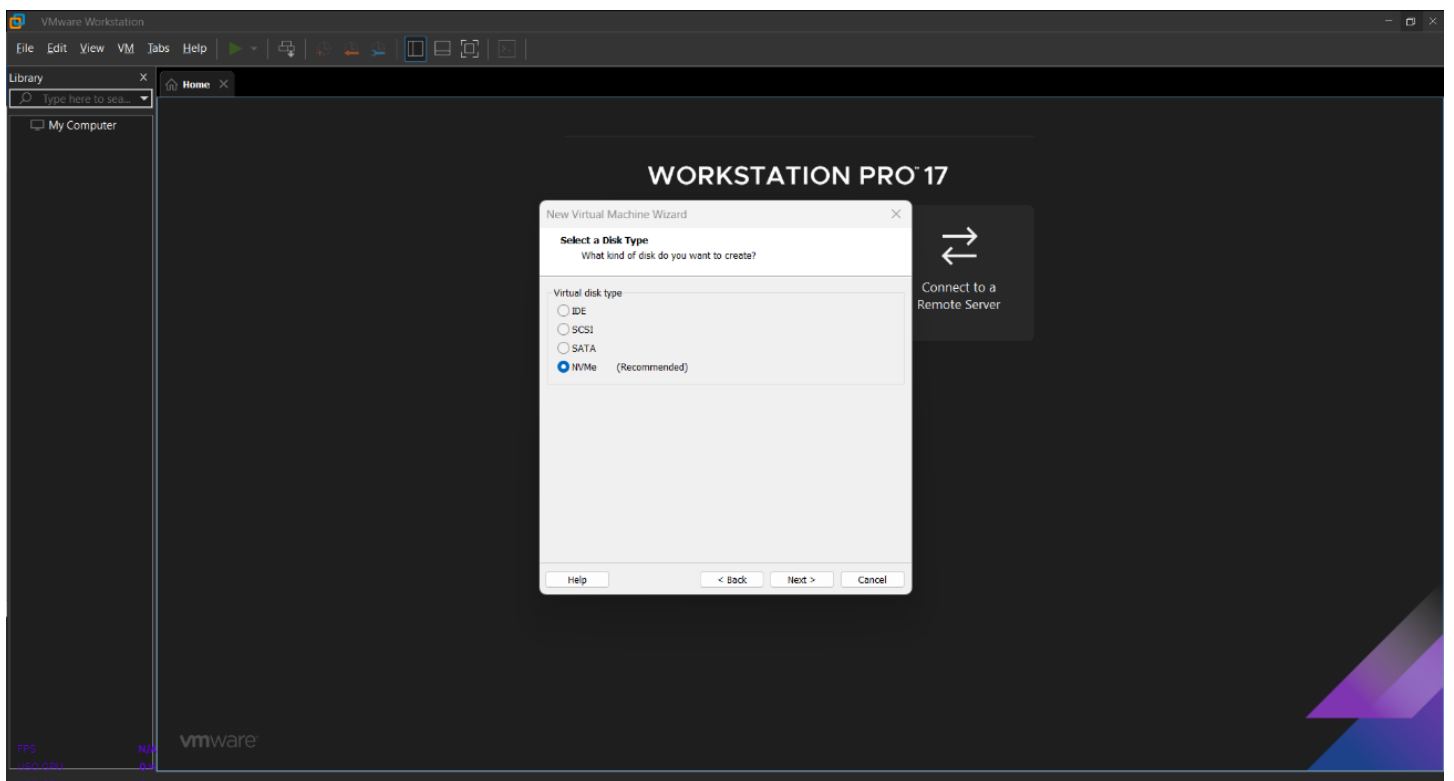 VMware Workstation
File Edit View VM Tabs Help
Library X
Type here to sea...
Home
My Computer
WORKSTATION PRO™ 17
New Virtual Machine Wizard
Select a Disk Type
What kind of disk do you want to create?
Connect to a
Remote Server
Virtual disk type
IDE
SCSI
SATA
NVMe (Recommended)
Help < Back Next > Cancel
vmware
FPS N/A